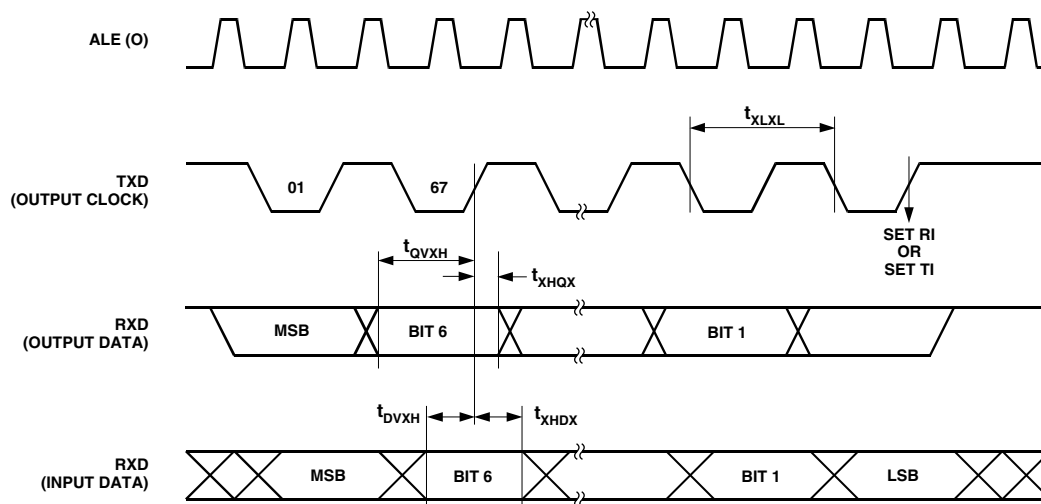 ALE (O)
t_XLXL
TXD
(OUTPUT CLOCK)
01
67
SET RI
OR
SET TI
t_QVXH
t_XHQX
RXD
(OUTPUT DATA)
MSB
BIT 6
BIT 1
t_DVXH
t_XHDX
RXD
(INPUT DATA)
MSB
BIT 6
BIT 1
LSB